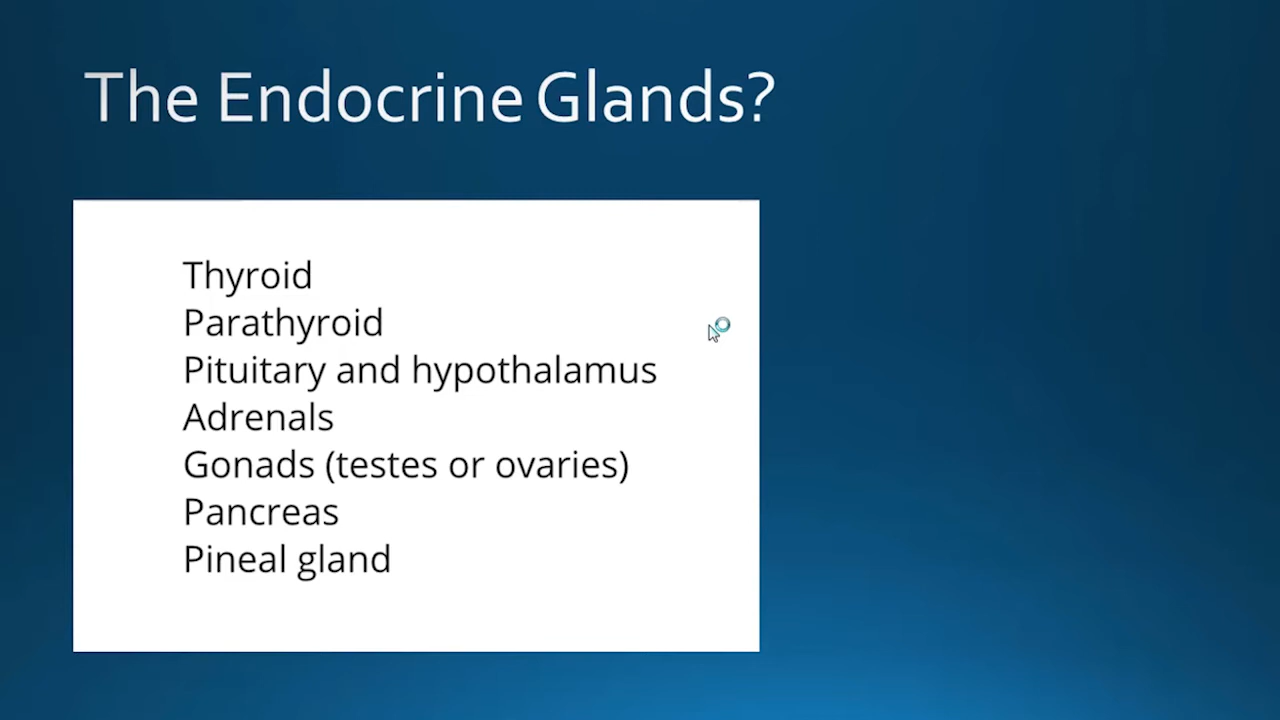 The Endocrine Glands?
Thyroid
Parathyroid
Pituitary and hypothalamus
Adrenals
Gonads (testes or ovaries)
Pancreas
Pineal gland